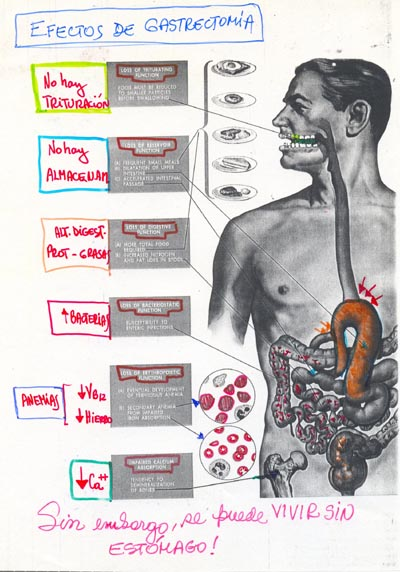 EFECTOS DE GASTRECTOMÍA
No hay
TRITURACIÓN
LOSS OF TRITURATING
FUNCTION
FOODS MUST BE REDUCED
TO SMALLER PARTICLES
BEFORE SWALLOWING
No hay
ALMACENAM
LOSS OF RESERVOIR
FUNCTION
(A) FREQUENT SMALL MEALS
(B) DILATATION OF UPPER
INTESTINE
(C) ACCELERATED INTESTINAL
PASSAGE
ALT. DIGEST.
PROT - GRASA
LOSS OF DIGESTIVE
FUNCTION
(A) MORE TOTAL FOOD
REQUIRED
(B) INCREASED NITROGEN
AND FAT LOSS IN STOOL
↑ BACTERIAS
LOSS OF BACTERIOSTATIC
FUNCTION
SUSCEPTIBILITY TO
ENTERIC INFECTIONS
ANEMIAS
↓ VB12
↓ HIERRO
LOSS OF ERYTHROPOIETIC
FUNCTION
(A) EVENTUAL DEVELOPMENT
OF PERNICIOUS ANEMIA
(B) SECONDARY ANEMIA
FROM IMPAIRED
IRON ABSORPTION
↓ Ca++
IMPAIRED CALCIUM
ABSORPTION
TENDENCY TO
DEMINERALIZATION
OF BONES
Sin embargo, se puede VIVIR SIN
ESTÓMAGO!